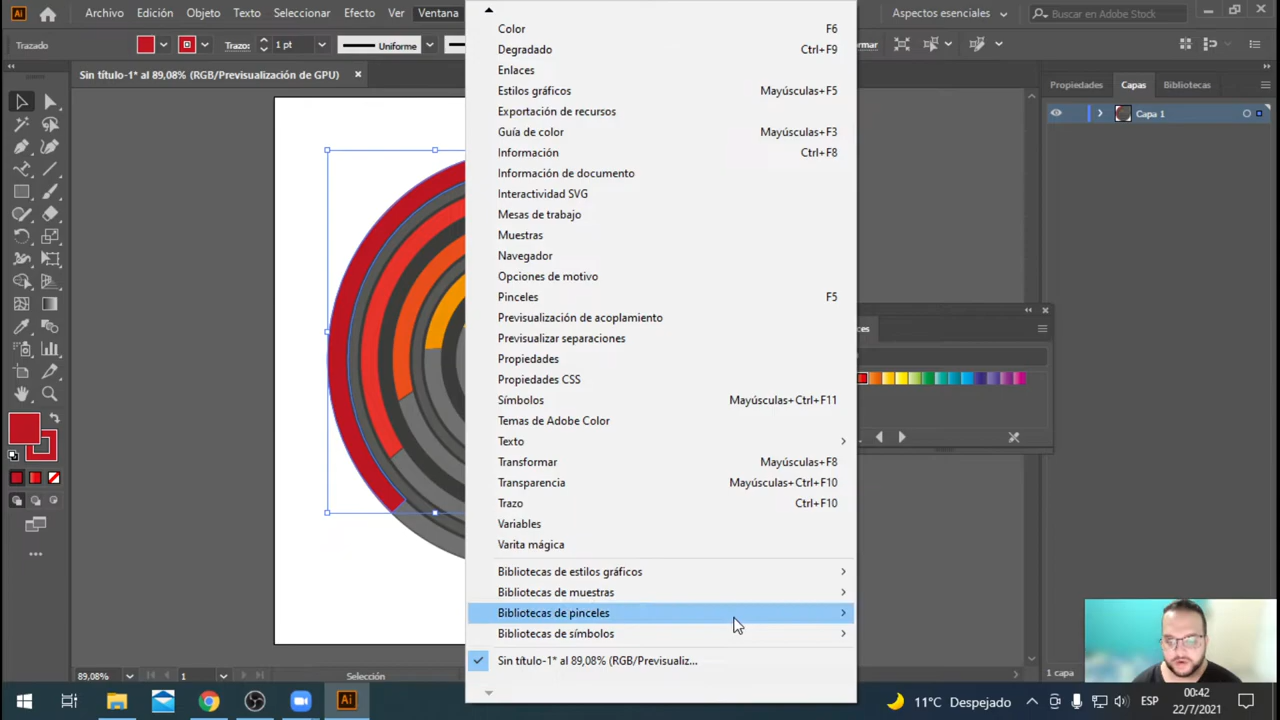 Ai Archivo Edición Objeto Texto Seleccionar Efecto Ver Ventana
Aspectos esenciales
Buscar en Adobe Stock
Trazado
Trazo: 1 pt
Uniforme
Sin título-1* al 89,08% (RGB/Previsualización de GPU)
Color F6
Degradado Ctrl+F9
Enlaces
Estilos gráficos Mayúsculas+F5
Exportación de recursos
Guía de color Mayúsculas+F3
Información Ctrl+F8
Información de documento
Interactividad SVG
Mesas de trabajo
Muestras
Navegador
Opciones de motivo
Pinceles F5
Previsualización de acoplamiento
Previsualizar separaciones
Propiedades
Propiedades CSS
Símbolos Mayúsculas+Ctrl+F11
Temas de Adobe Color
Texto
Transformar Mayúsculas+F8
Transparencia Mayúsculas+Ctrl+F10
Trazo Ctrl+F10
Variables
Varita mágica
Bibliotecas de estilos gráficos
Bibliotecas de muestras
Bibliotecas de pinceles
Bibliotecas de símbolos
Sin título-1* al 89,08% (RGB/Previsualiz...
Propiedades Capas Bibliotecas
Capa 1
1 capa
89,08% 1 Selección
Ai
11°C Despejado
ESP
00:42
22/7/2021